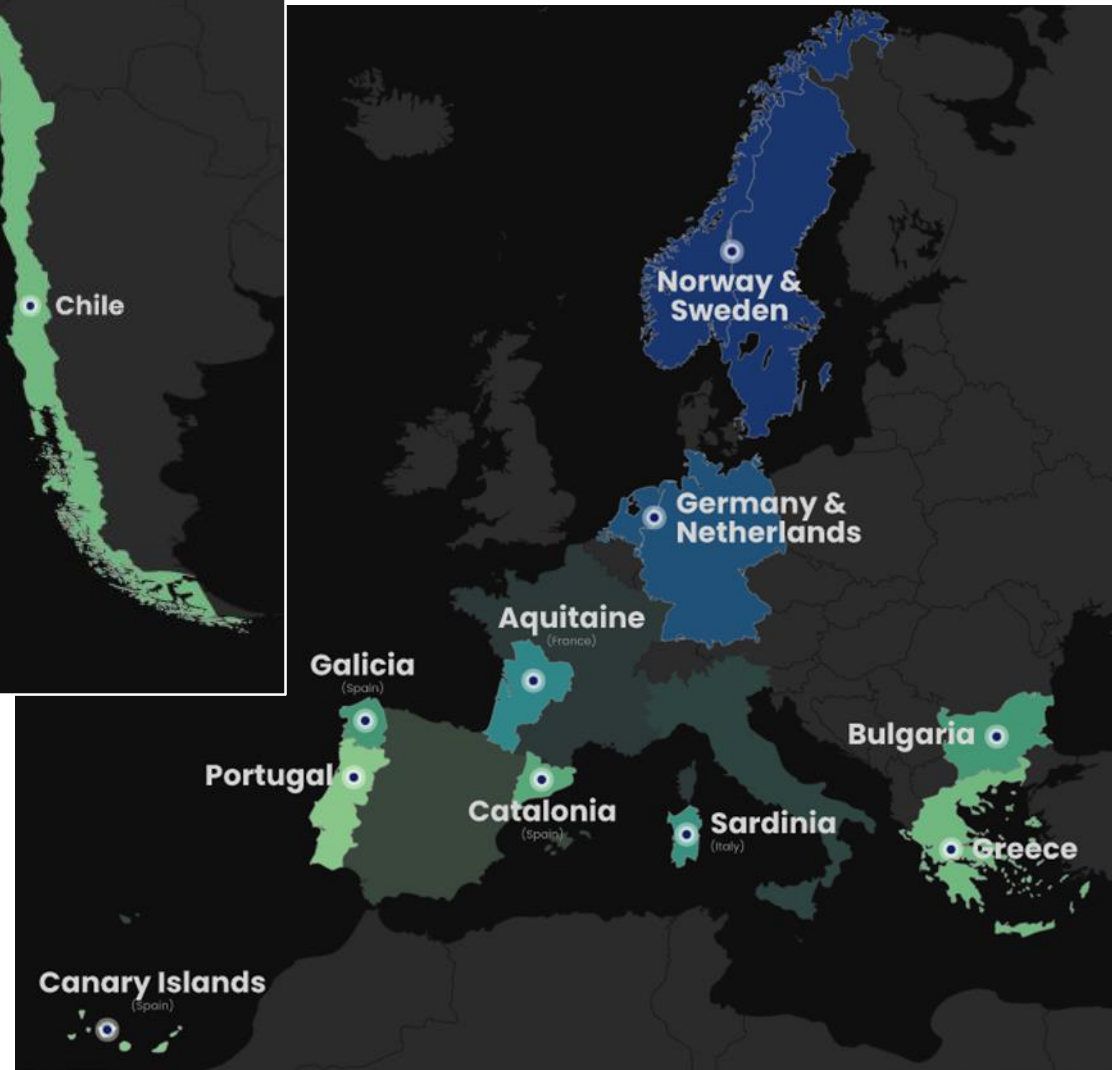 Chile
Norway &
Sweden
Germany &
Netherlands
Aquitaine
(France)
Galicia
(Spain)
Portugal
Catalonia
(Spain)
Sardinia
(Italy)
Bulgaria
Greece
Canary Islands
(Spain)